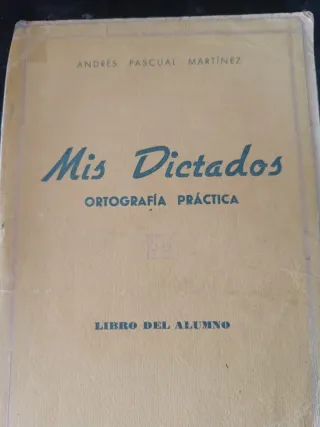 ANDRÉS PASCUAL MARTÍNEZ
Mis Dictados
ORTOGRAFÍA PRÁCTICA
LIBRO DEL ALUMNO